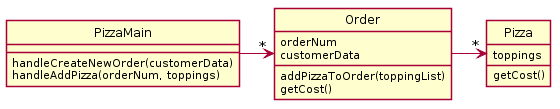 PizzaMain
handleCreateNewOrder(customerData)
handleAddPizza(orderNum, toppings)
*
Order
orderNum
customerData
addPizzaToOrder(toppingList)
getCost()
*
Pizza
toppings
getCost()